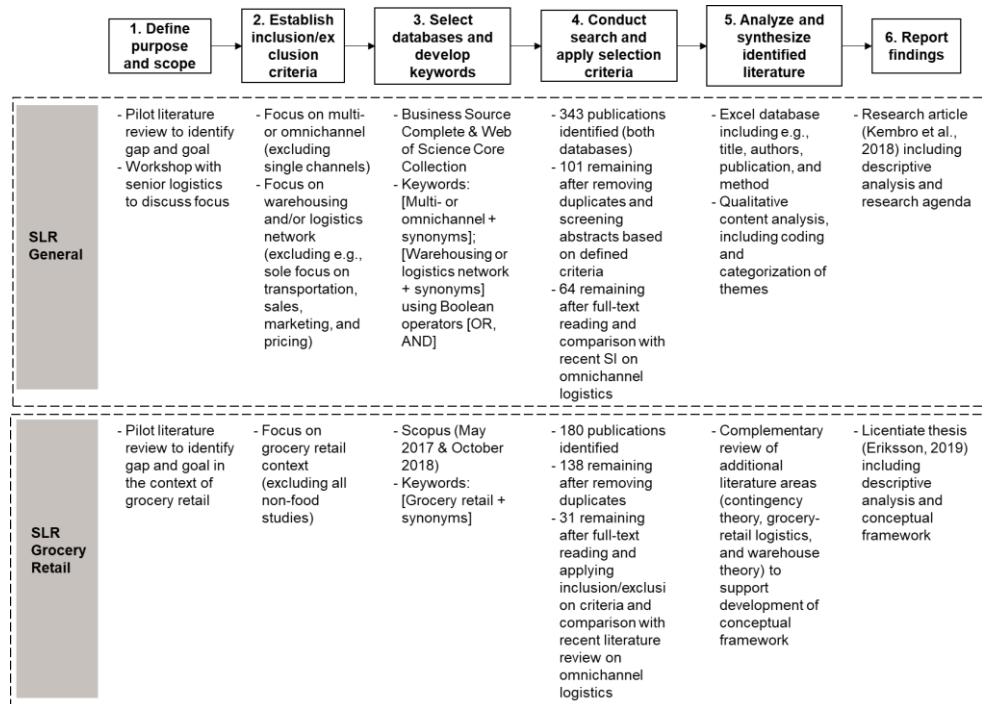 1. Define
purpose
and scope
2. Establish
inclusion/ex
clusion
criteria
3. Select
databases and
develop
keywords
4. Conduct
search and
apply selection
criteria
5. Analyze and
synthesize
identified
literature
6. Report
findings
SLR
General
- Pilot literature
review to identify
gap and goal
- Workshop with
senior logistics
to discuss focus
- Focus on multi-
or omnichannel
(excluding
single channels)
- Focus on
warehousing
and/or logistics
network
(excluding e.g.,
sole focus on
transportation,
sales,
marketing, and
pricing)
- Business Source
Complete & Web
of Science Core
Collection
- Keywords:
[Multi- or
omnichannel +
synonyms];
[Warehousing or
logistics network
+ synonyms]
using Boolean
operators [OR,
AND]
- 343 publications
identified (both
databases)
- 101 remaining
after removing
duplicates and
screening
abstracts based
on defined
criteria
- 64 remaining
after full-text
reading and
comparison with
recent SI on
omnichannel
logistics
- Excel database
including e.g.,
title, authors,
publication, and
method
- Qualitative
content analysis,
including coding
and
categorization of
themes
- Research article
(Kembro et al.,
2018) including
descriptive
analysis and
research agenda
SLR
Grocery
Retail
- Pilot literature
review to identify
gap and goal in
the context of
grocery retail
- Focus on
grocery retail
context
(excluding all
non-food
studies)
- Scopus (May
2017 & October
2018)
- Keywords:
[Grocery retail +
synonyms]
- 180 publications
identified
- 138 remaining
after removing
duplicates
- 31 remaining
after full-text
reading and
applying
inclusion/exclusi
on criteria and
comparison with
recent literature
review on
omnichannel
logistics
- Complementary
review of
additional
literature areas
(contingency
theory, grocery-
retail logistics,
and warehouse
theory) to
support
development of
conceptual
framework
- Licentiate thesis
(Eriksson, 2019)
including
descriptive
analysis and
conceptual
framework